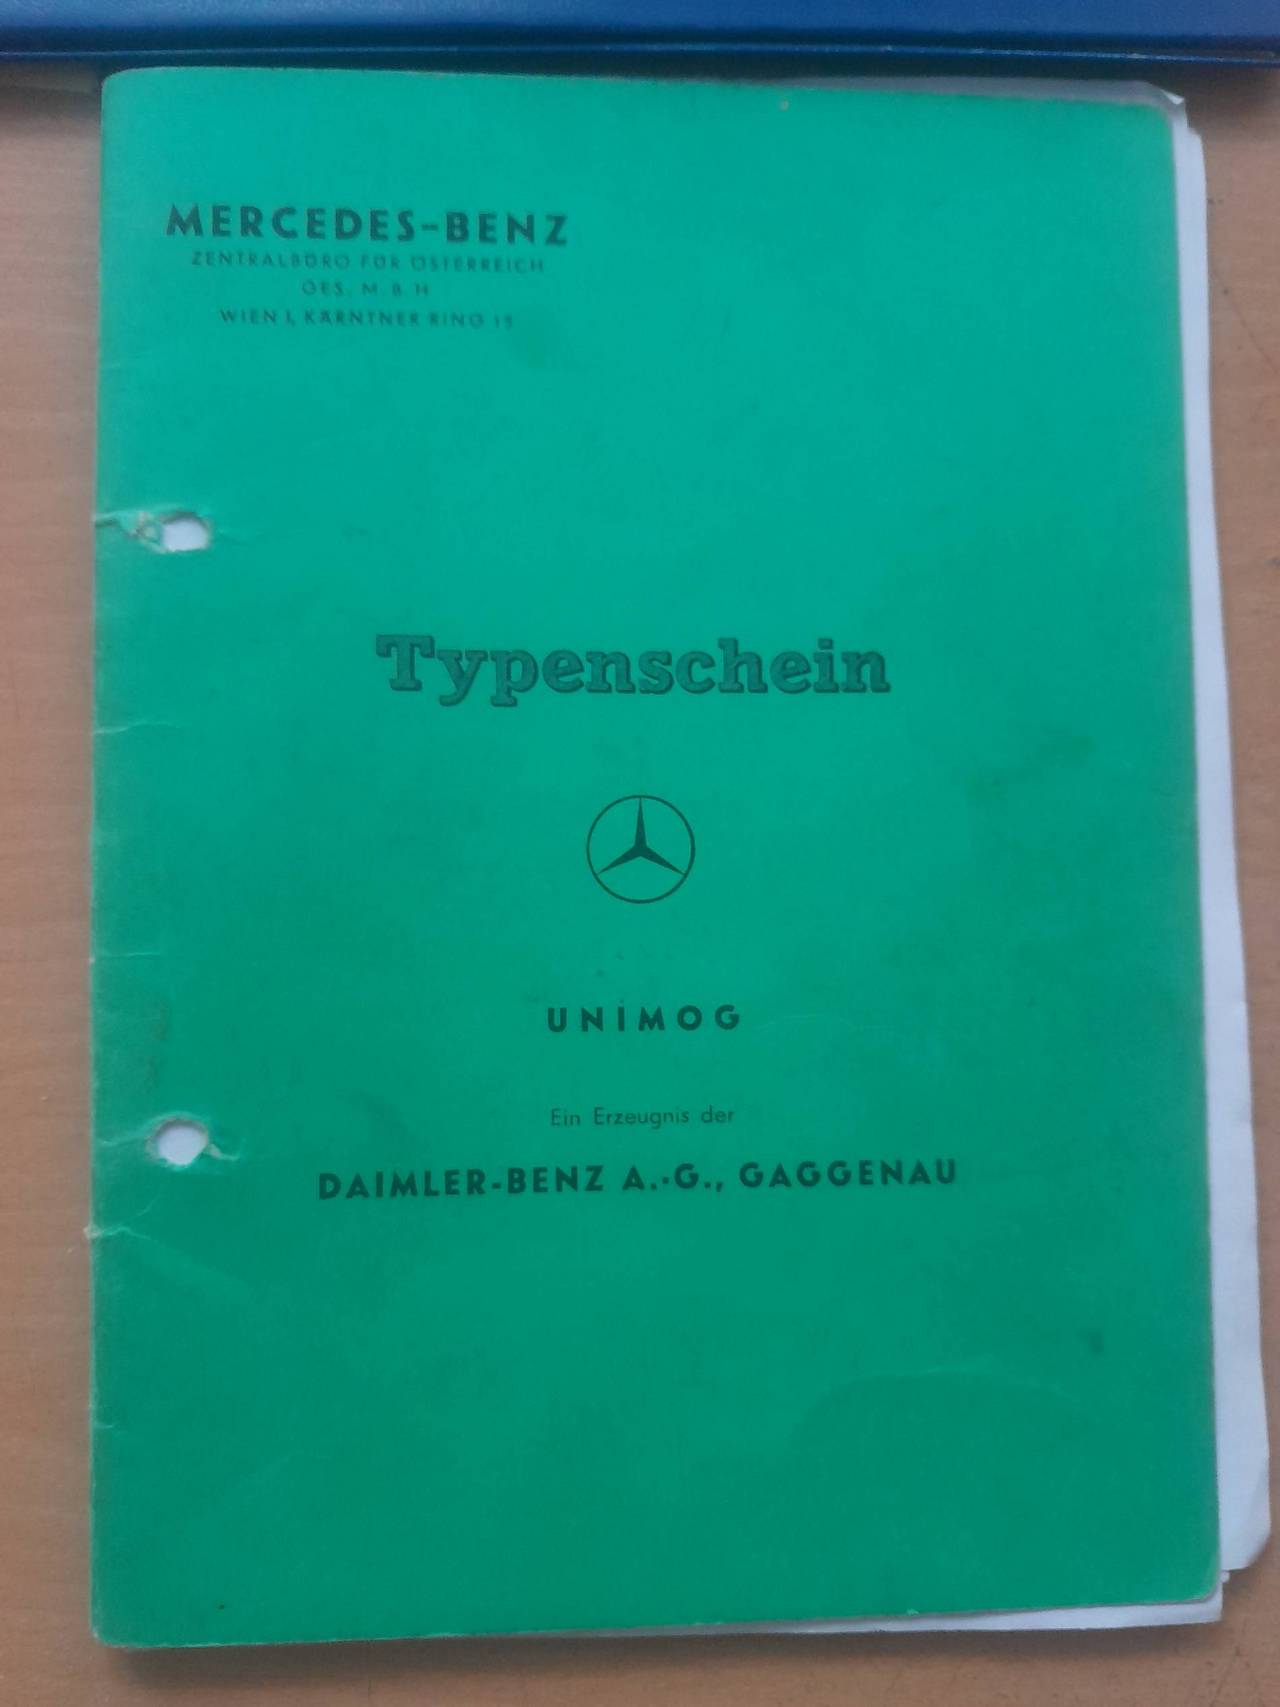 MERCEDES-BENZ
ZENTRALBÜRO FÜR ÖSTERREICH
GES. M. B. H
WIEN I, KÄRNTNER RING 15
Typenschein
UNIMOG
Ein Erzeugnis der
DAIMLER-BENZ A.-G., GAGGENAU